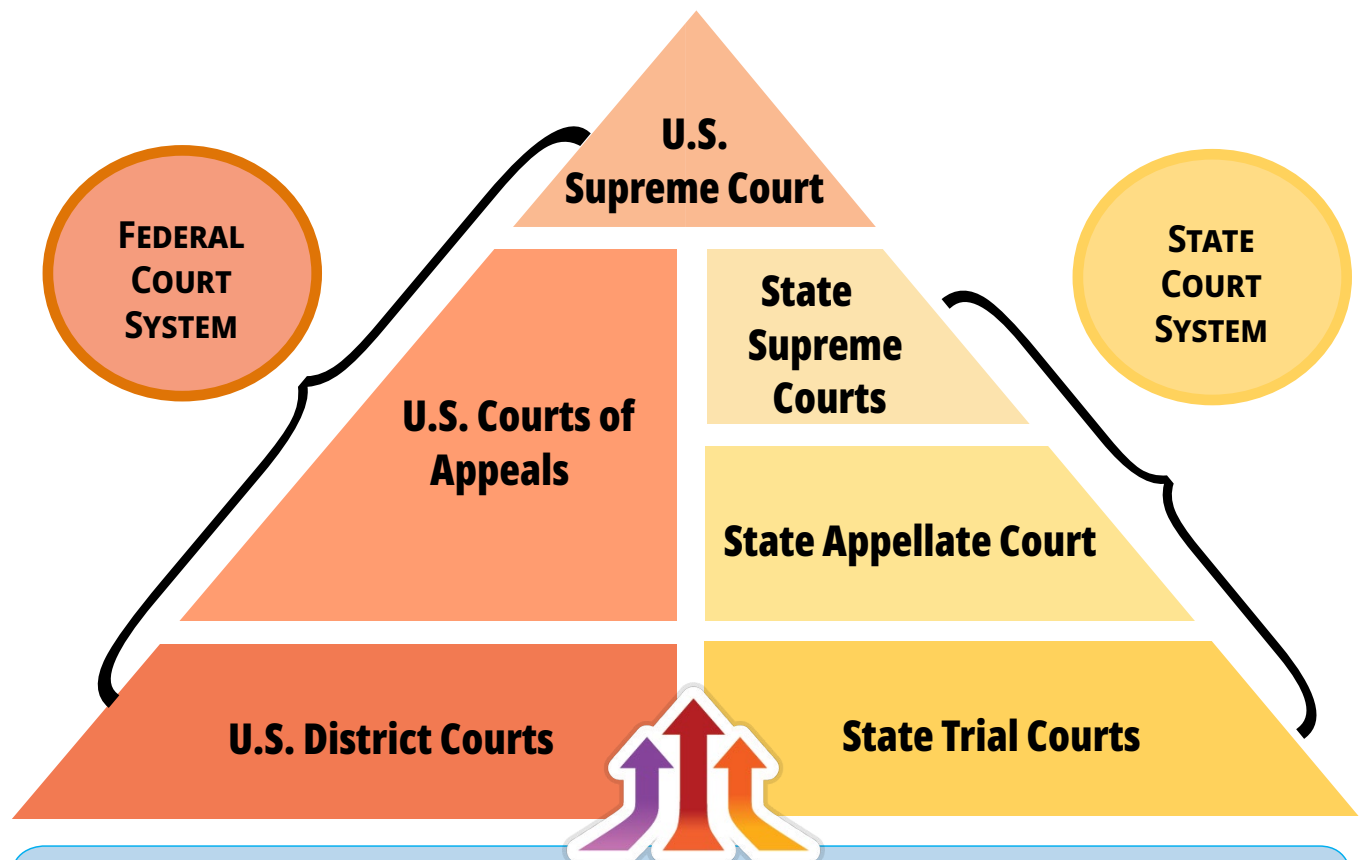 U.S.
Supreme Court
FEDERAL
COURT
SYSTEM
STATE
COURT
SYSTEM
State
Supreme
Courts
U.S. Courts of
Appeals
State Appellate Court
U.S. District Courts
State Trial Courts